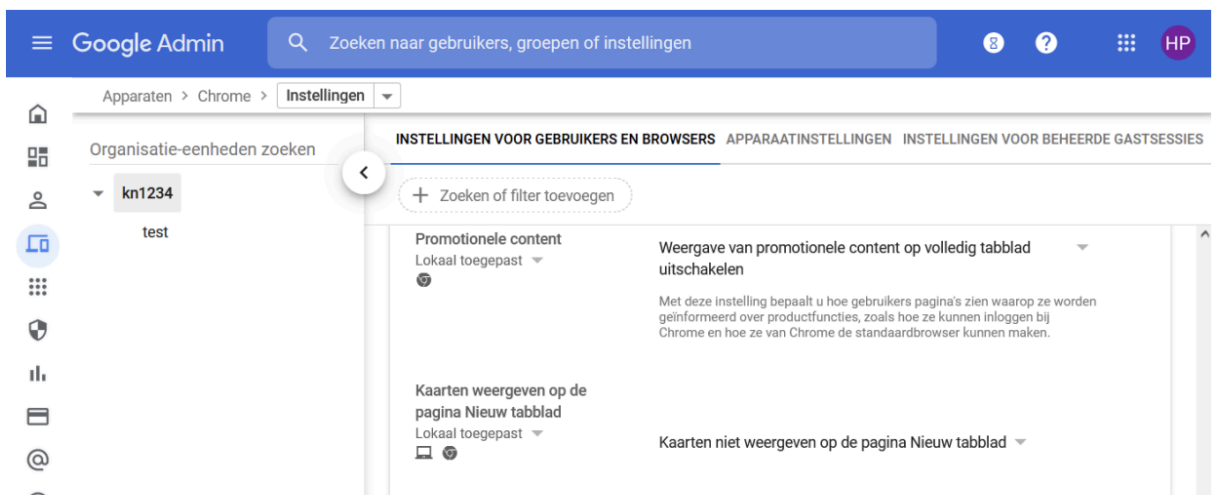 Google Admin
Zoeken naar gebruikers, groepen of instellingen
8
?
HP
Apparaten > Chrome > Instellingen
Organisatie-eenheden zoeken
kn1234
test
INSTELLINGEN VOOR GEBRUIKERS EN BROWSERS APPARAATINSTELLINGEN INSTELLINGEN VOOR BEHEERDE GASTSESSIES
+ Zoeken of filter toevoegen
Promotionele content
Lokaal toegepast
Weergave van promotionele content op volledig tabblad
uitschakelen
Met deze instelling bepaalt u hoe gebruikers pagina's zien waarop ze worden
geïnformeerd over productfuncties, zoals hoe ze kunnen inloggen bij
Chrome en hoe ze van Chrome de standaardbrowser kunnen maken.
Kaarten weergeven op de
pagina Nieuw tabblad
Lokaal toegepast
Kaarten niet weergeven op de pagina Nieuw tabblad